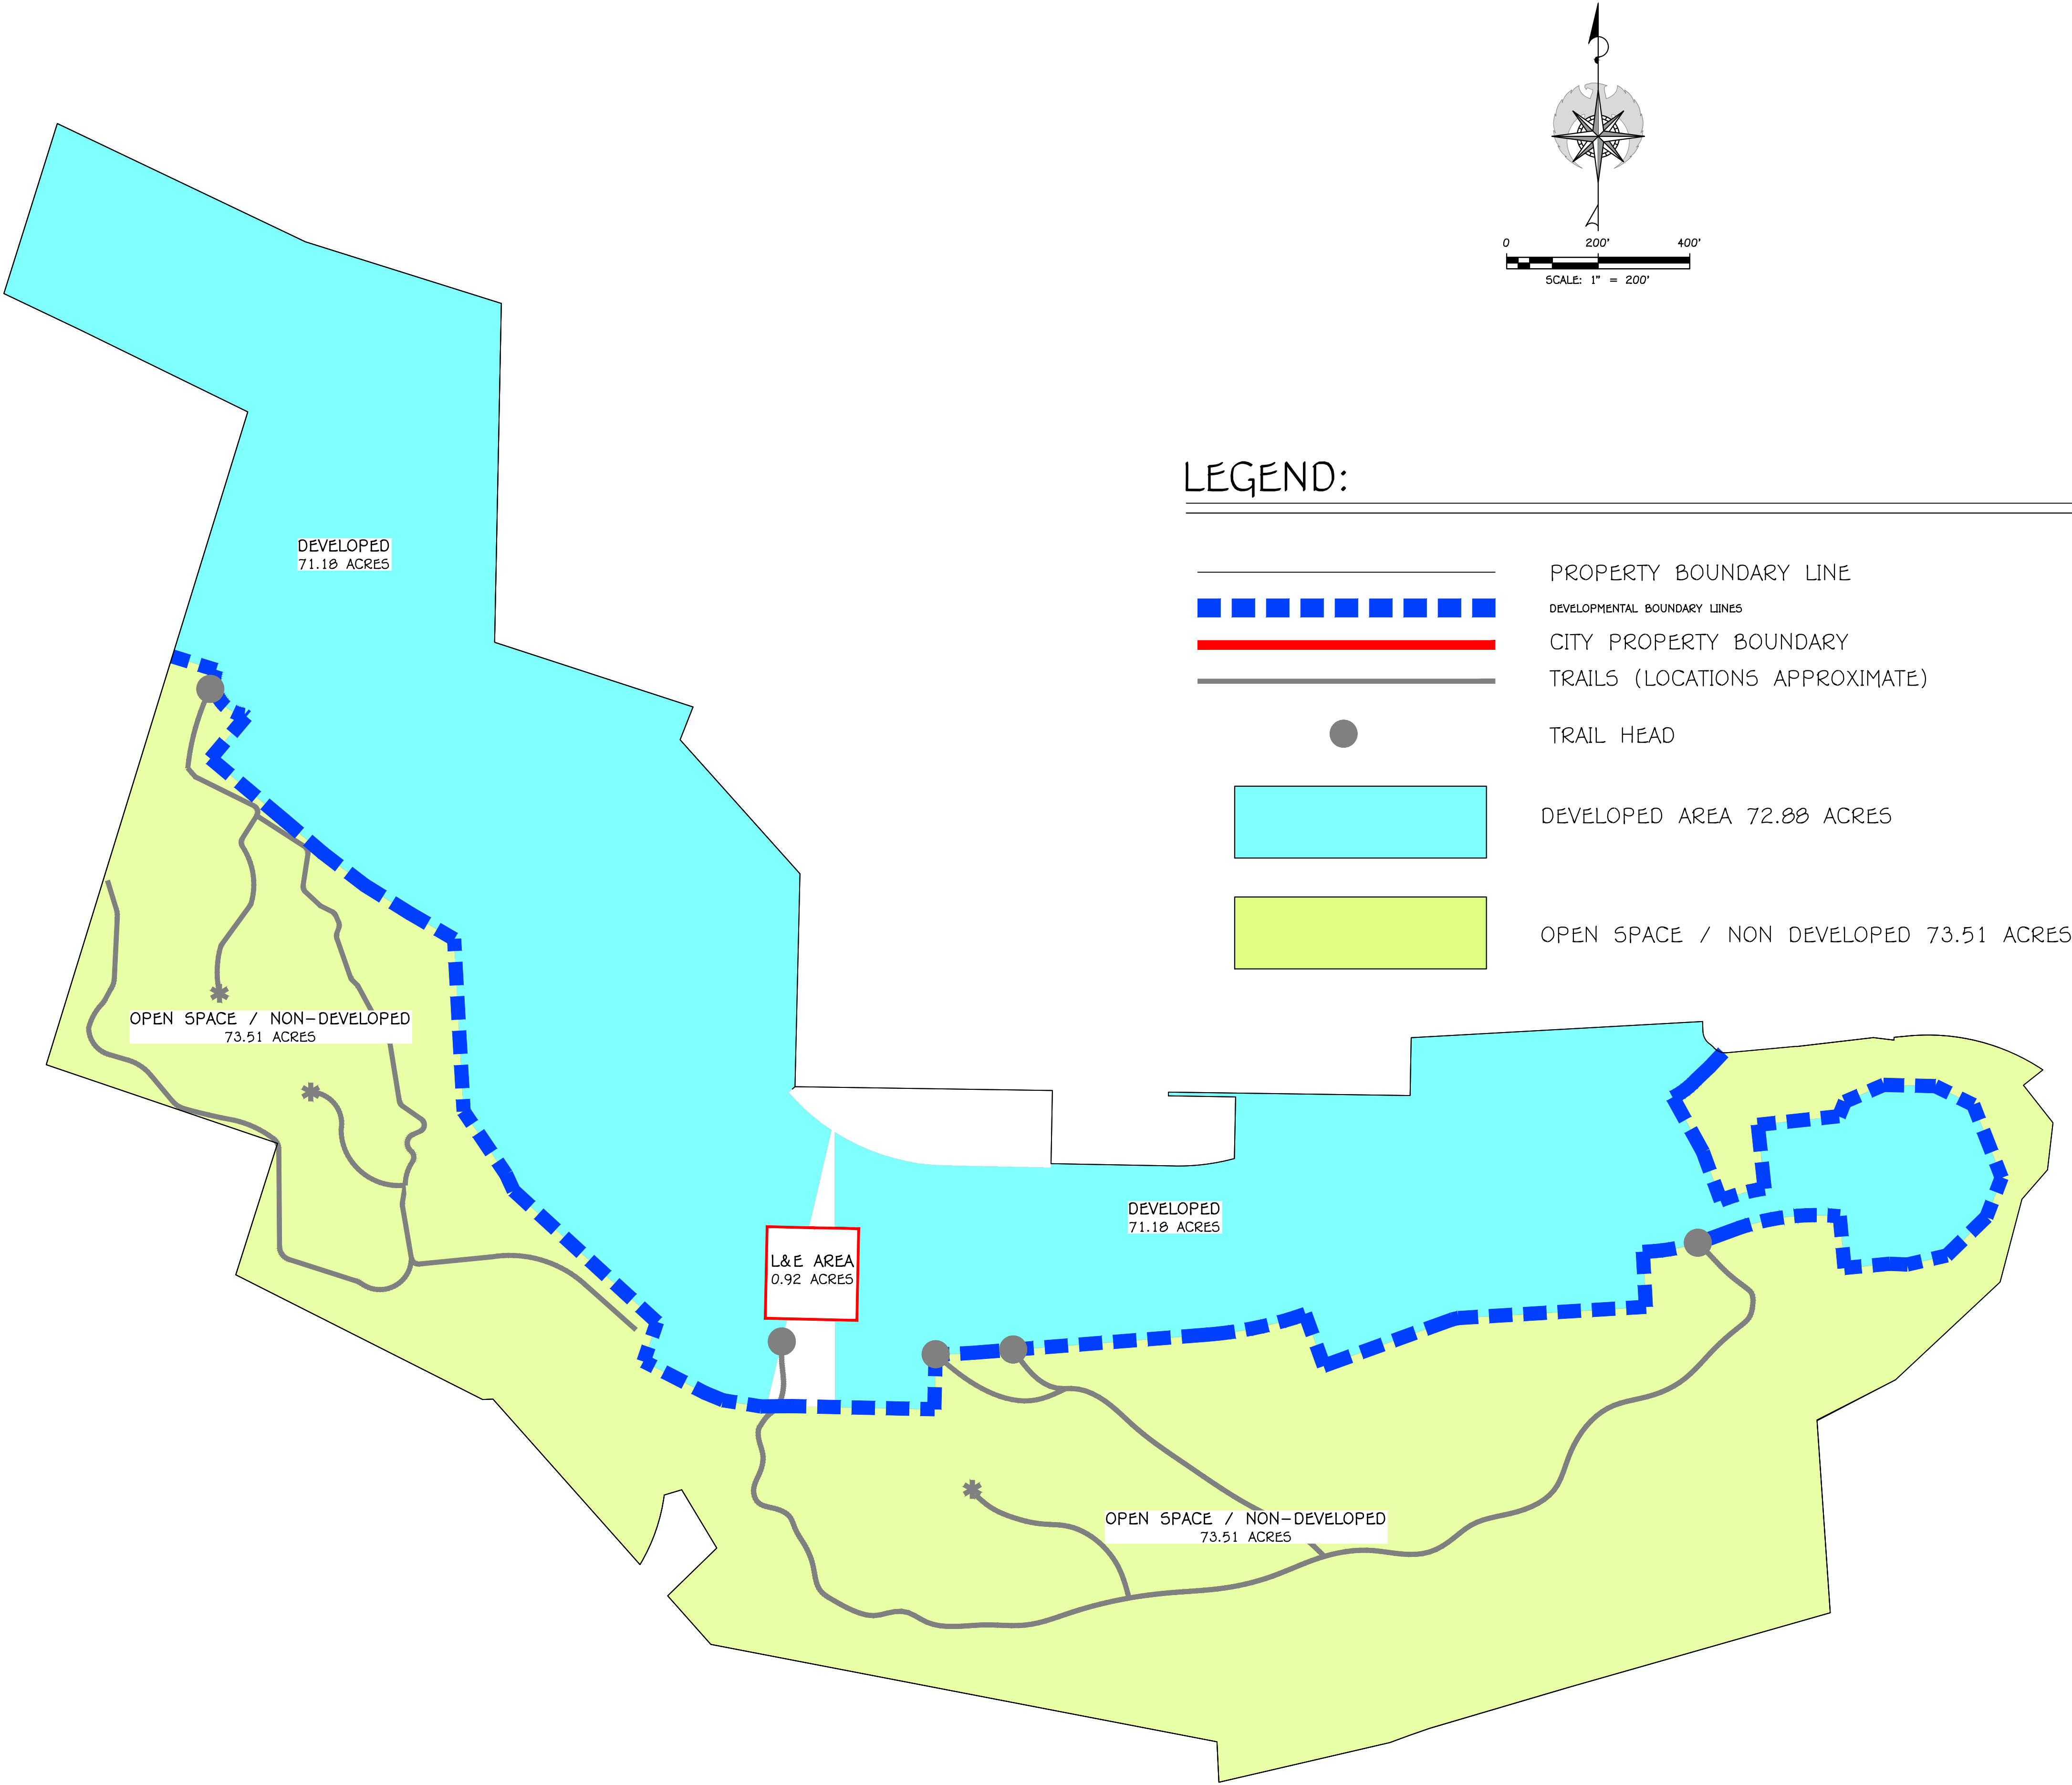 0 200' 400'
SCALE: 1" = 200'
LEGEND:
PROPERTY BOUNDARY LINE
DEVELOPMENTAL BOUNDARY LIINES
CITY PROPERTY BOUNDARY
TRAILS (LOCATIONS APPROXIMATE)
TRAIL HEAD
DEVELOPED AREA 72.88 ACRES
OPEN SPACE / NON DEVELOPED 73.51 ACRES
DEVELOPED
71.18 ACRES
OPEN SPACE / NON-DEVELOPED
73.51 ACRES
DEVELOPED
71.18 ACRES
L&E AREA
0.92 ACRES
OPEN SPACE / NON-DEVELOPED
73.51 ACRES